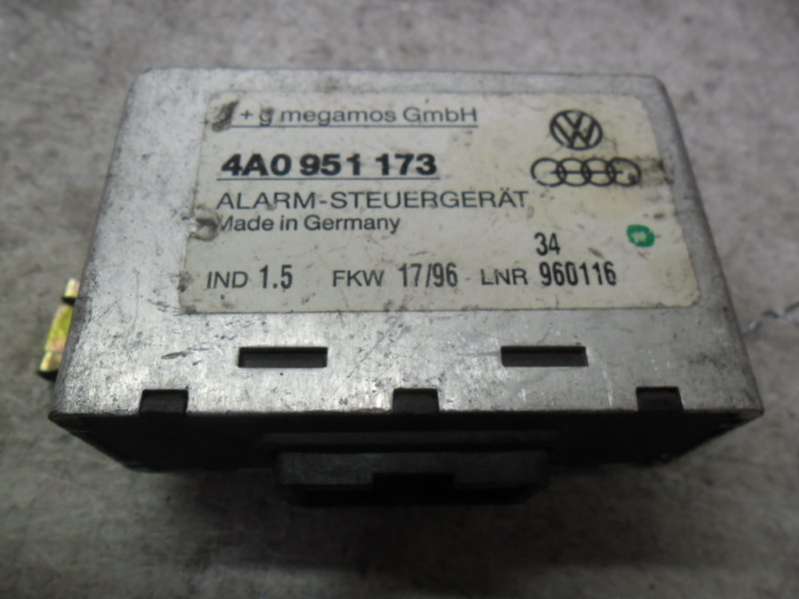 + g megamos GmbH
4A0 951 173
ALARM-STEUERGERÄT
Made in Germany
34
IND 1.5 FKW 17/96 LNR 960116